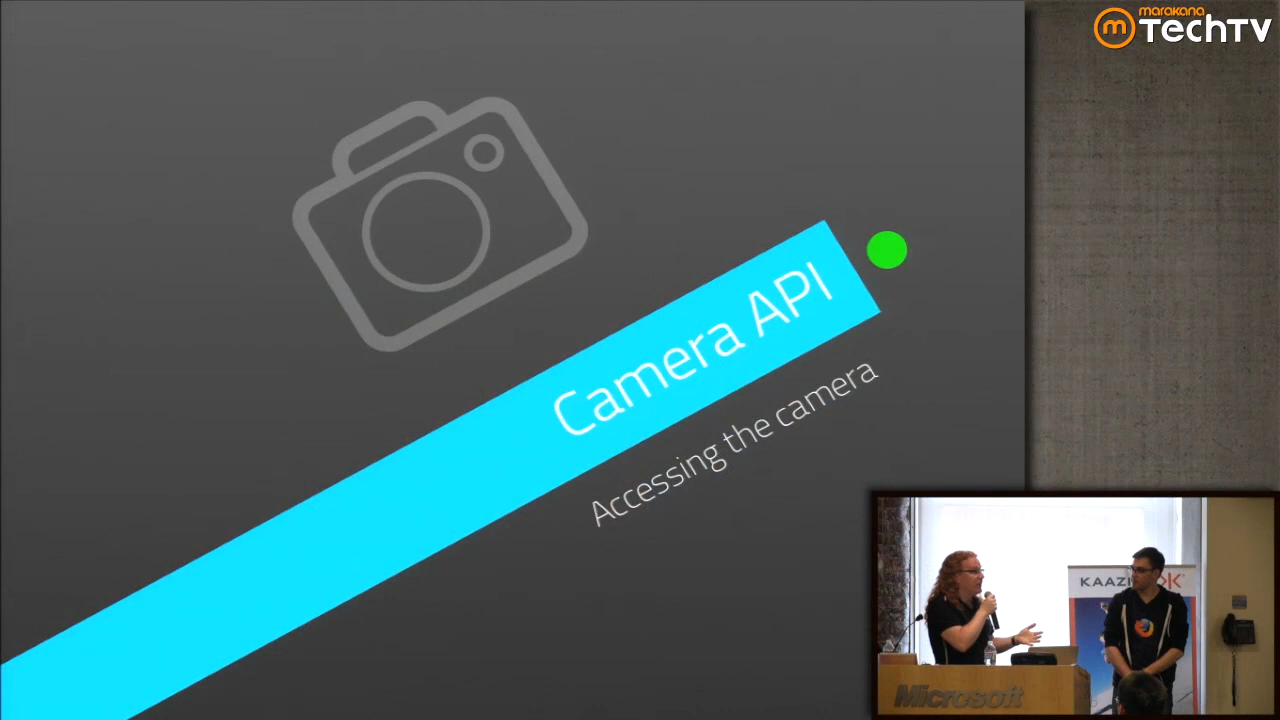 marakana
TechTV
Camera API
Accessing the camera
KAAZI
Microsoft